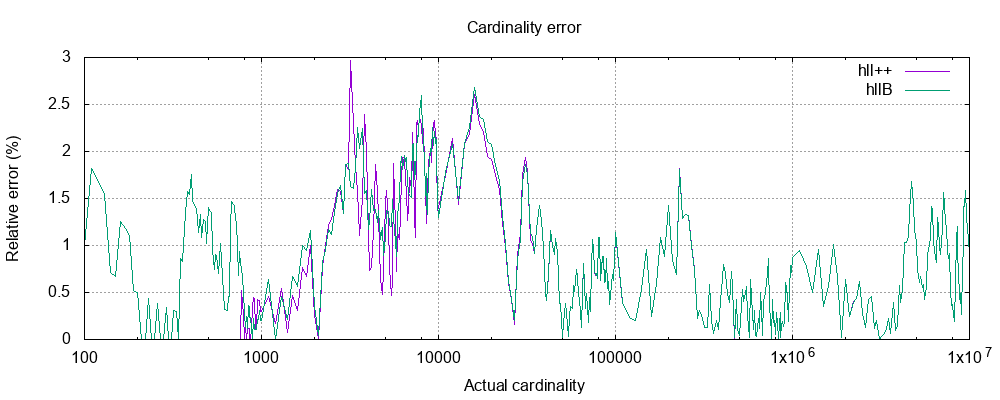 Cardinality error
3
2.5
2
1.5
1
0.5
0
Relative error (%)
hll++
hllB
100
1000
10000
100000
1x10^6
1x10^7
Actual cardinality